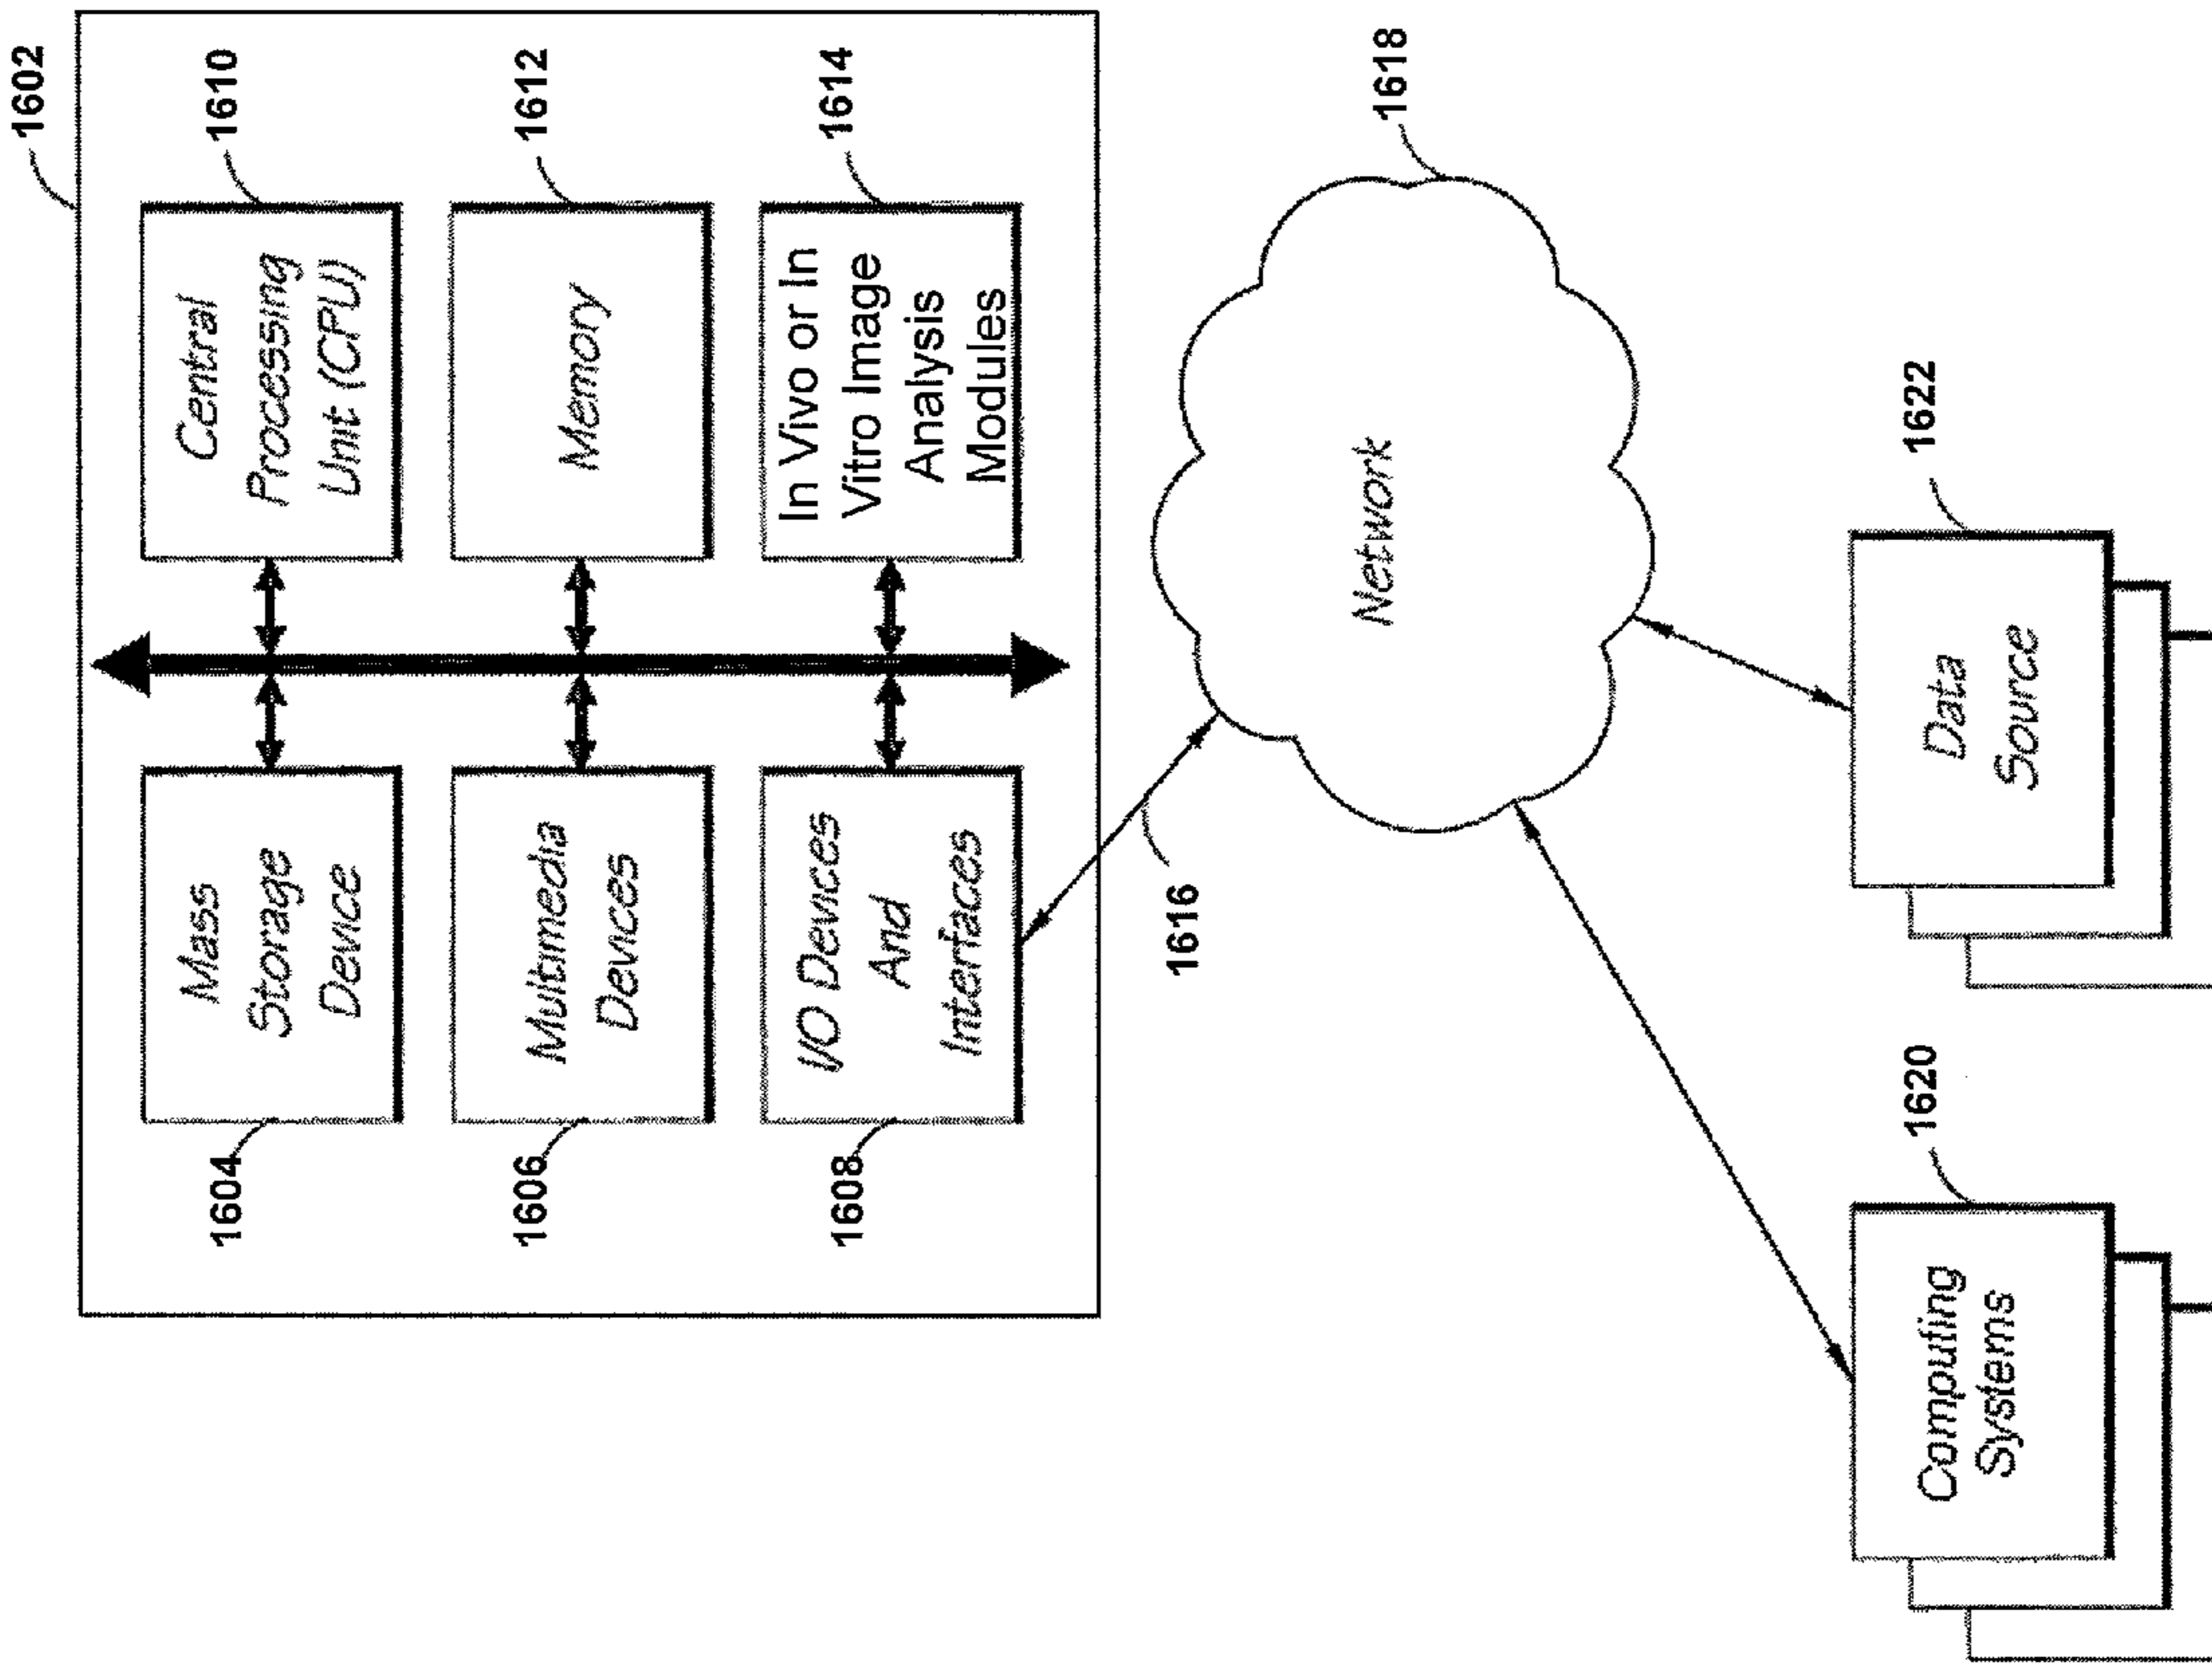 1602
1604
Mass
Storage
Device
Central
Processing
Unit (CPU)
1610
1606
Multimedia
Devices
Memory
1612
1608
I/O Devices
And
Interfaces
In Vivo or In
Vitro Image
Analysis
Modules
1614
1616
Network
1618
1620
Computing
Systems
1622
Data
Source